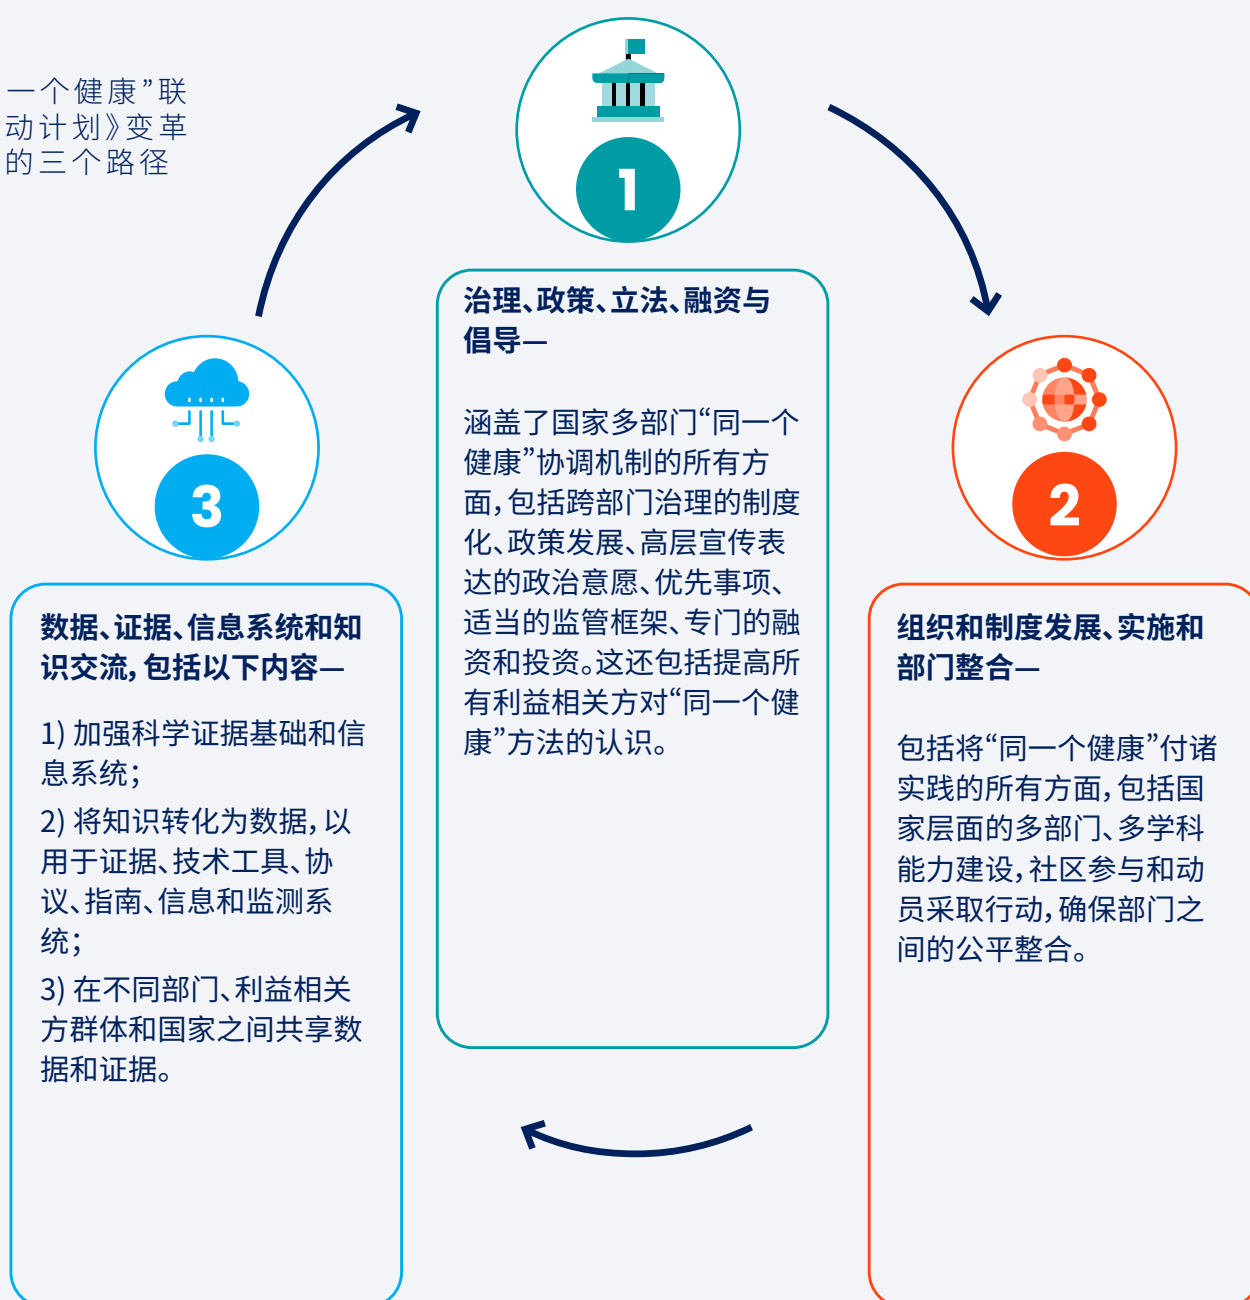 一个健康”联
动计划》变革
的三个路径
1
治理、政策、立法、融资与
倡导—
涵盖了国家多部门“同一个
健康”协调机制的所有方
面，包括跨部门治理的制度
化、政策发展、高层宣传表
达的政治意愿、优先事项、
适当的监管框架、专门的融
资和投资。这还包括提高所
有利益相关方对“同一个健
康”方法的认识。
2
组织和制度发展、实施和
部门整合—
包括将“同一个健康”付诸
实践的所有方面，包括国
家层面的多部门、多学科
能力建设，社区参与和动
员采取行动，确保部门之
间的公平整合。
3
数据、证据、信息系统和知
识交流，包括以下内容—
1) 加强科学证据基础和信
息系统；
2) 将知识转化为数据，以
用于证据、技术工具、协
议、指南、信息和监测系
统；
3) 在不同部门、利益相关
方群体和国家之间共享数
据和证据。